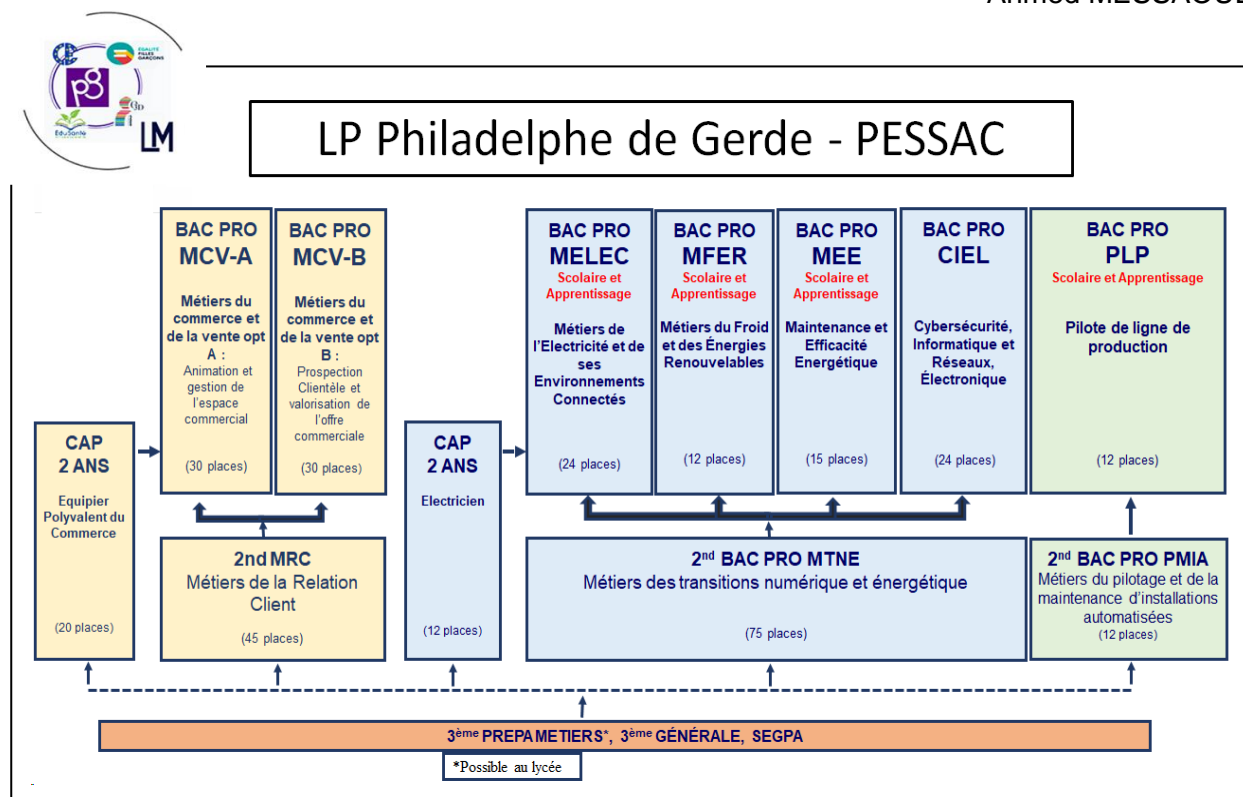 Ahmed
ÉGALITÉ
FILLES
GARÇONS
p8
EduSanté
LM
LP Philadelphe de Gerde - PESSAC
BAC PRO
MCV-A
Métiers du
commerce et
de la vente opt
A :
Animation et
gestion de
l'espace
commercial
(30 places)
BAC PRO
MCV-B
Métiers du
commerce et
de la vente opt
B :
Prospection
Clientèle et
valorisation de
l'offre
commerciale
(30 places)
BAC PRO
MELEC
Scolaire et
Apprentissage
Métiers de
l'Electricité et de
ses
Environnements
Connectés
(24 places)
BAC PRO
MFER
Scolaire et
Apprentissage
Métiers du Froid
et des Énergies
Renouvelables
(12 places)
BAC PRO
MEE
Scolaire et
Apprentissage
Maintenance et
Efficacité
Energétique
(15 places)
BAC PRO
CIEL
Cybersécurité,
Informatique et
Réseaux,
Électronique
(24 places)
BAC PRO
PLP
Scolaire et Apprentissage
Pilote de ligne de
production
(12 places)
CAP
2 ANS
Equipier
Polyvalent du
Commerce
(20 places)
2nd MRC
Métiers de la Relation
Client
(45 places)
CAP
2 ANS
Electricien
(12 places)
2nd BAC PRO MTNE
Métiers des transitions numérique et énergétique
(75 places)
2nd BAC PRO PMIA
Métiers du pilotage et de la
maintenance d'installations
automatisées
(12 places)
3ème PREPAMETIERS*, 3ème GÉNÉRALE, SEGPA
*Possible au lycée